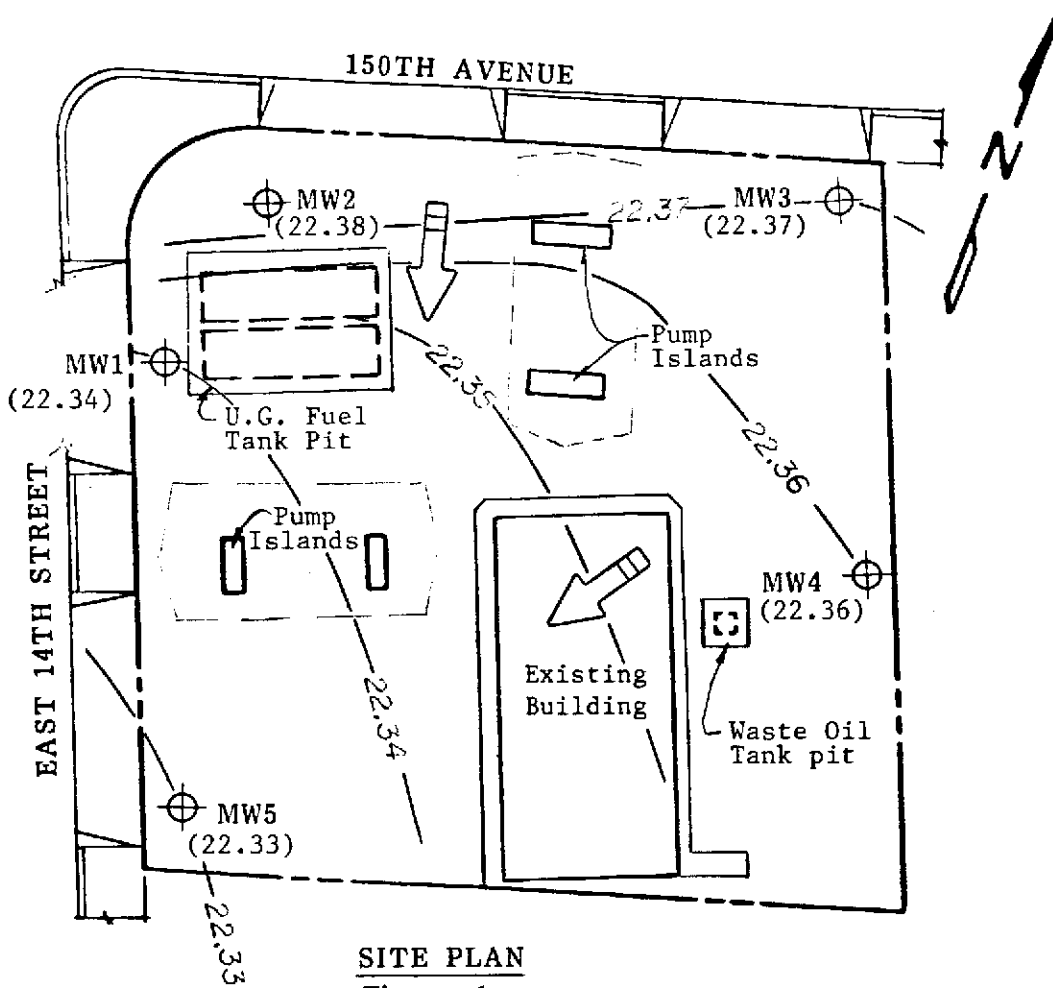 150TH AVENUE
N
MW2
(22.38)
22.37
MW3
(22.37)
MW1
(22.34)
22.35
Pump
Islands
U.G. Fuel
Tank Pit
22.36
EAST 14TH STREET
Pump
Islands
MW4
(22.36)
Existing
Building
22.34
Waste Oil
Tank pit
MW5
(22.33)
22.33
SITE PLAN